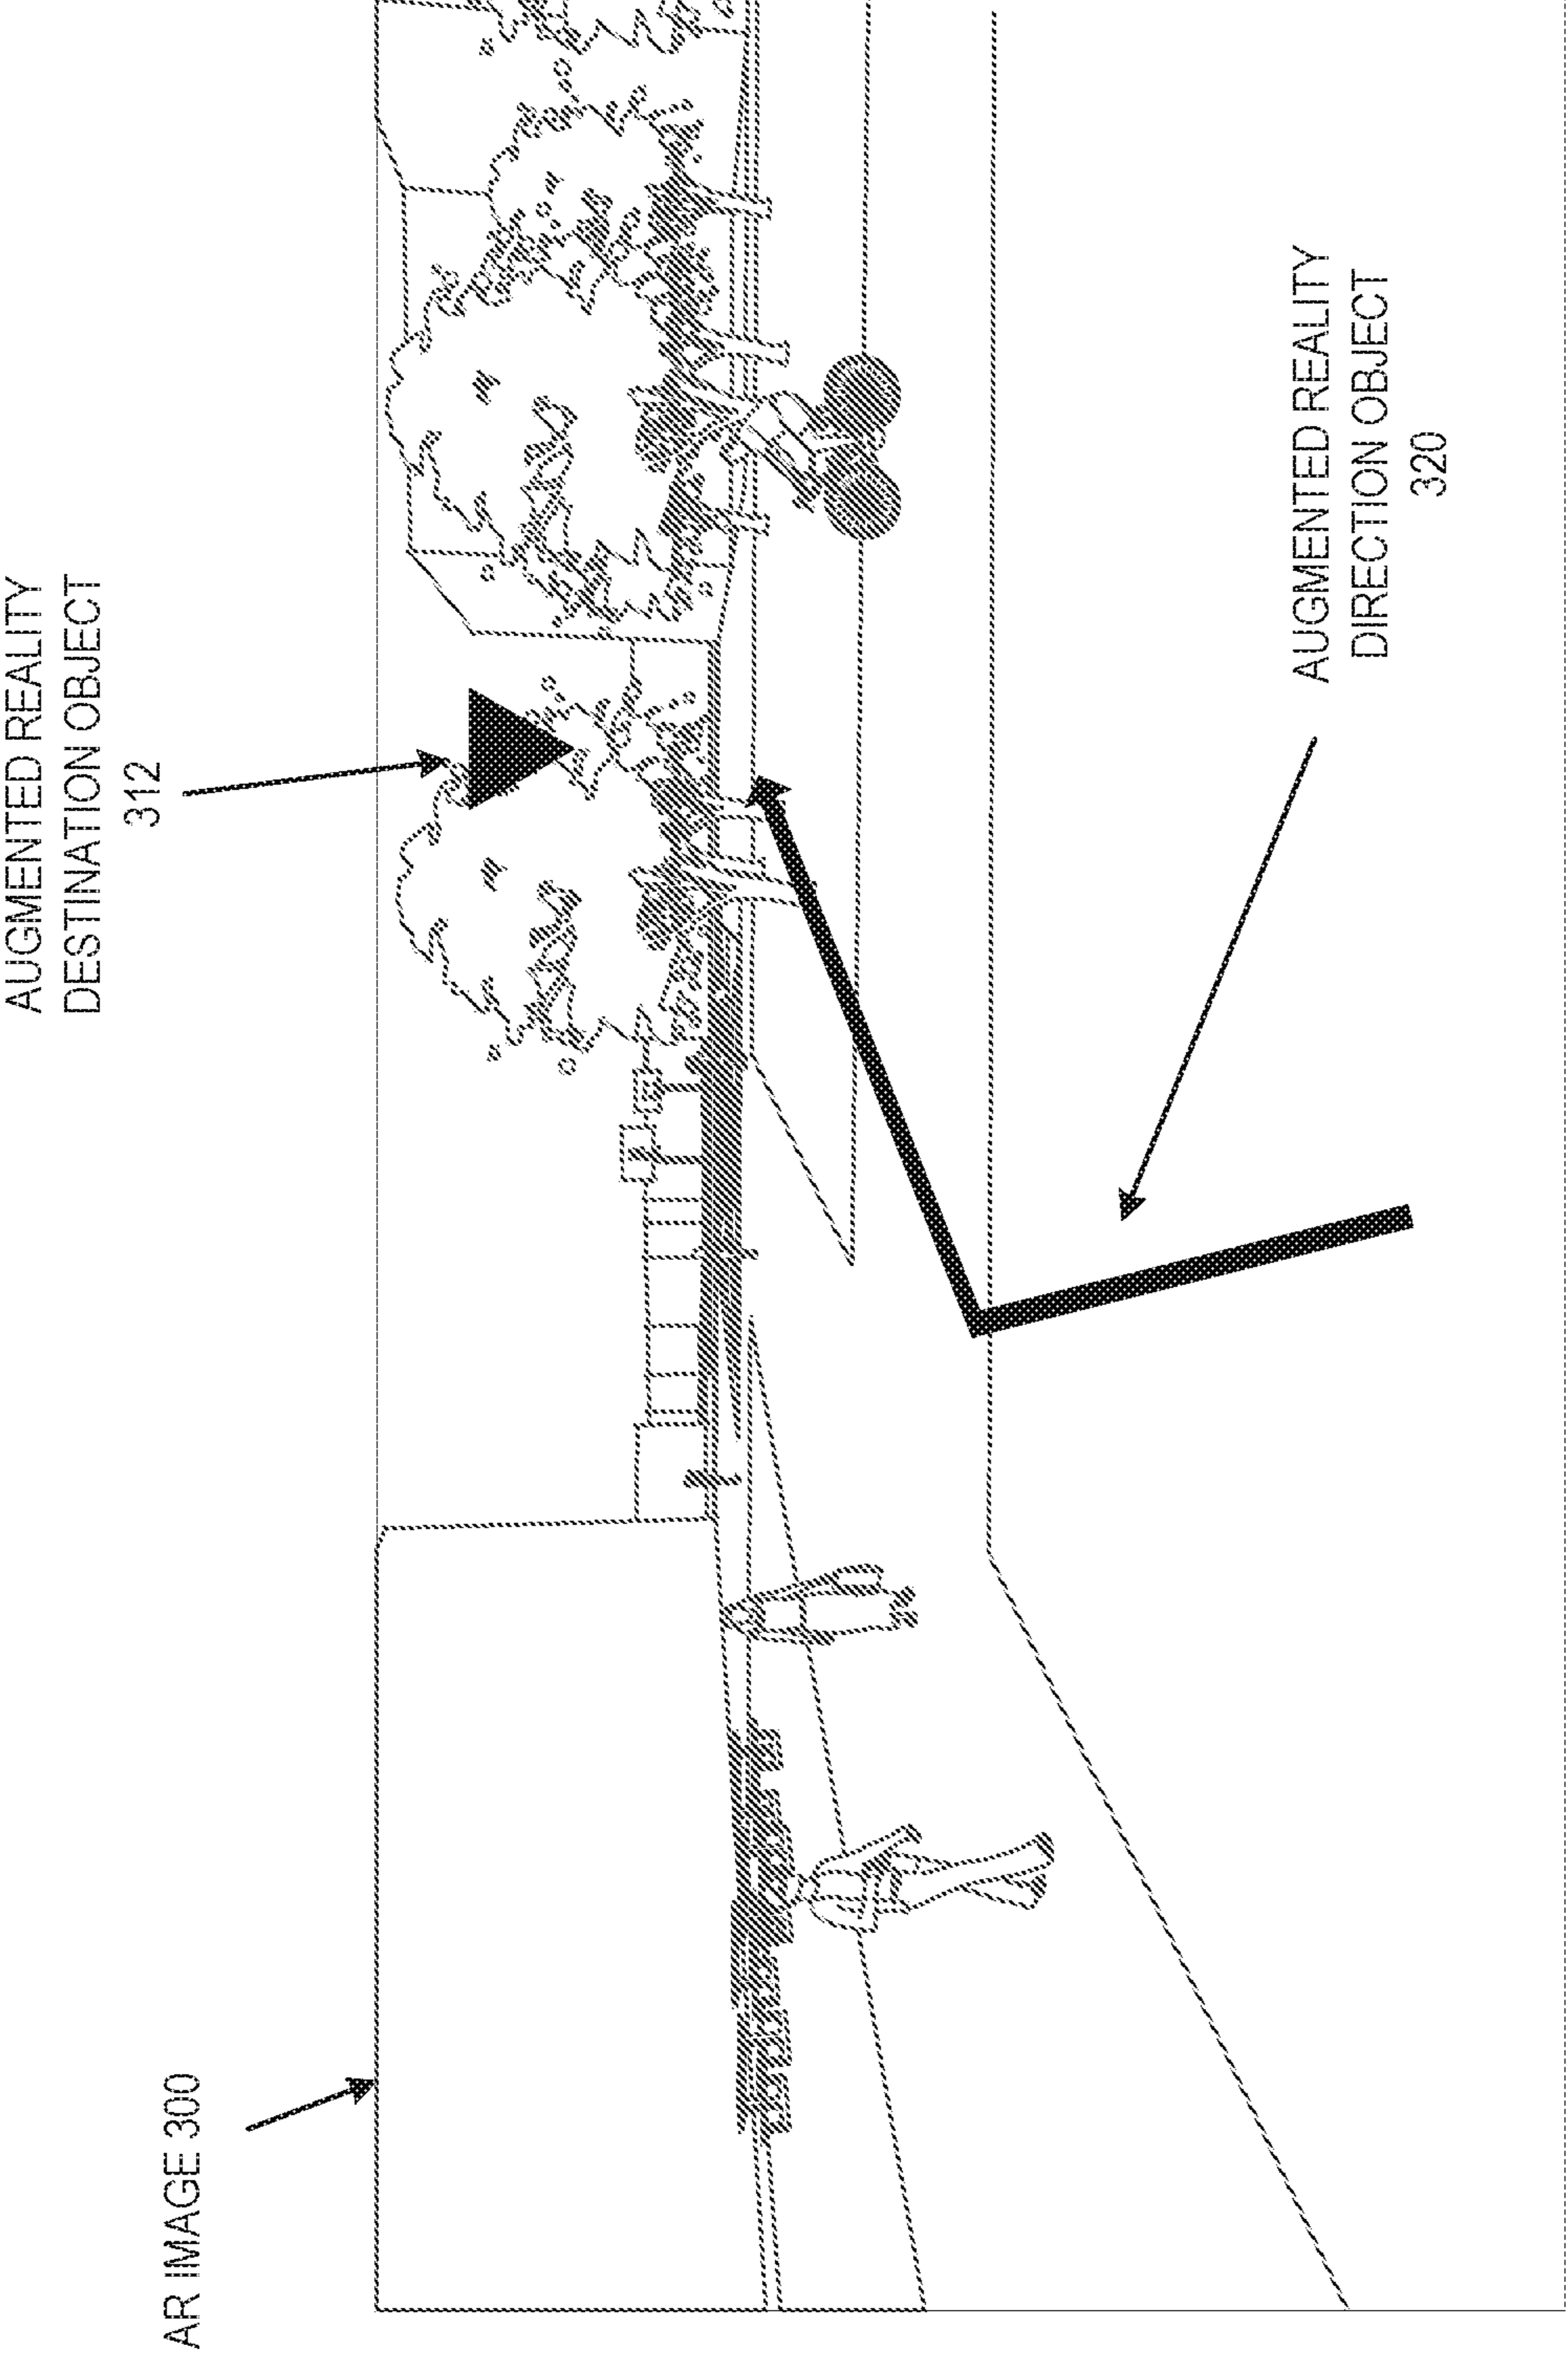 AR IMAGE 300
AUGMENTED REALITY
DESTINATION OBJECT
312
AUGMENTED REALITY
DIRECTION OBJECT
320